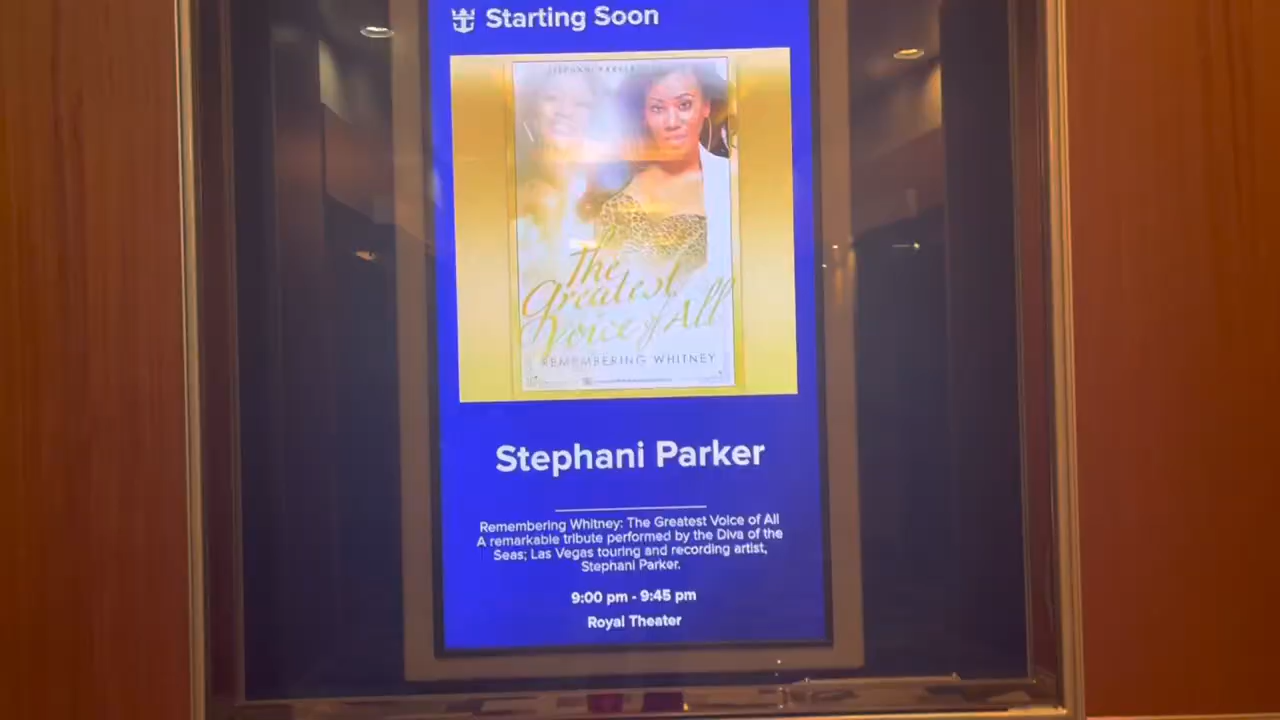 Starting Soon
STEPHANI PARKER
The
Greatest
Voice of All
REMEMBERING WHITNEY
Stephani Parker
Remembering Whitney: The Greatest Voice of All
A remarkable tribute performed by the Diva of the
Seas; Las Vegas touring and recording artist,
Stephani Parker.
9:00 pm - 9:45 pm
Royal Theater